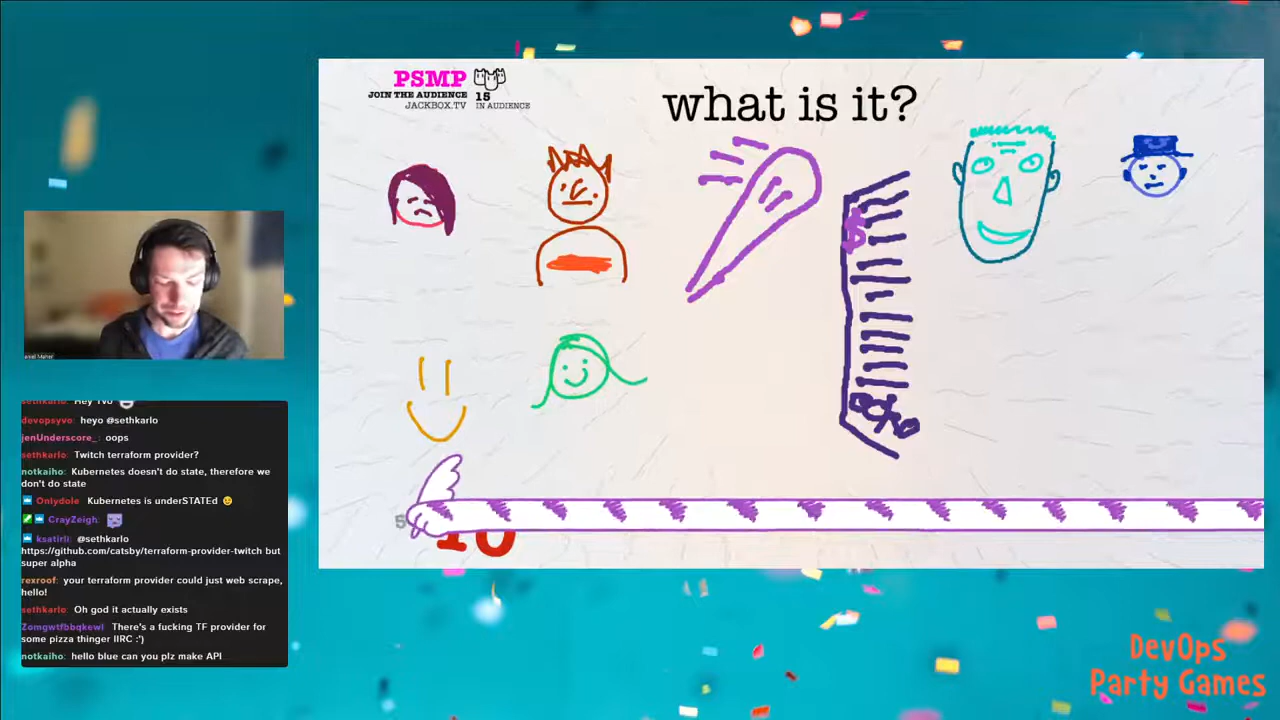 PSMP
JOIN THE AUDIENCE
JACKBOX.TV
15
IN AUDIENCE
what is it?
$
10
sethkarlo: Hey Yvo
devopsyvo: heyo @sethkarlo
jenUnderscore_: oops
sethkarlo: Twitch terraform provider?
notkaiho: Kubernetes doesn't do state, therefore we
don't do state
Onlydole: Kubernetes is underSTATEd
CrayZeigh:
ksatirli: @sethkarlo
https://github.com/catsby/terraform-provider-twitch but
super alpha
rexroof: your terraform provider could just web scrape,
hello!
sethkarlo: Oh god it actually exists
Zomgwtfbbqkewl: There's a fucking TF provider for
some pizza thinger IIRC :')
notkaiho: hello blue can you plz make API
DevOps
Party Games